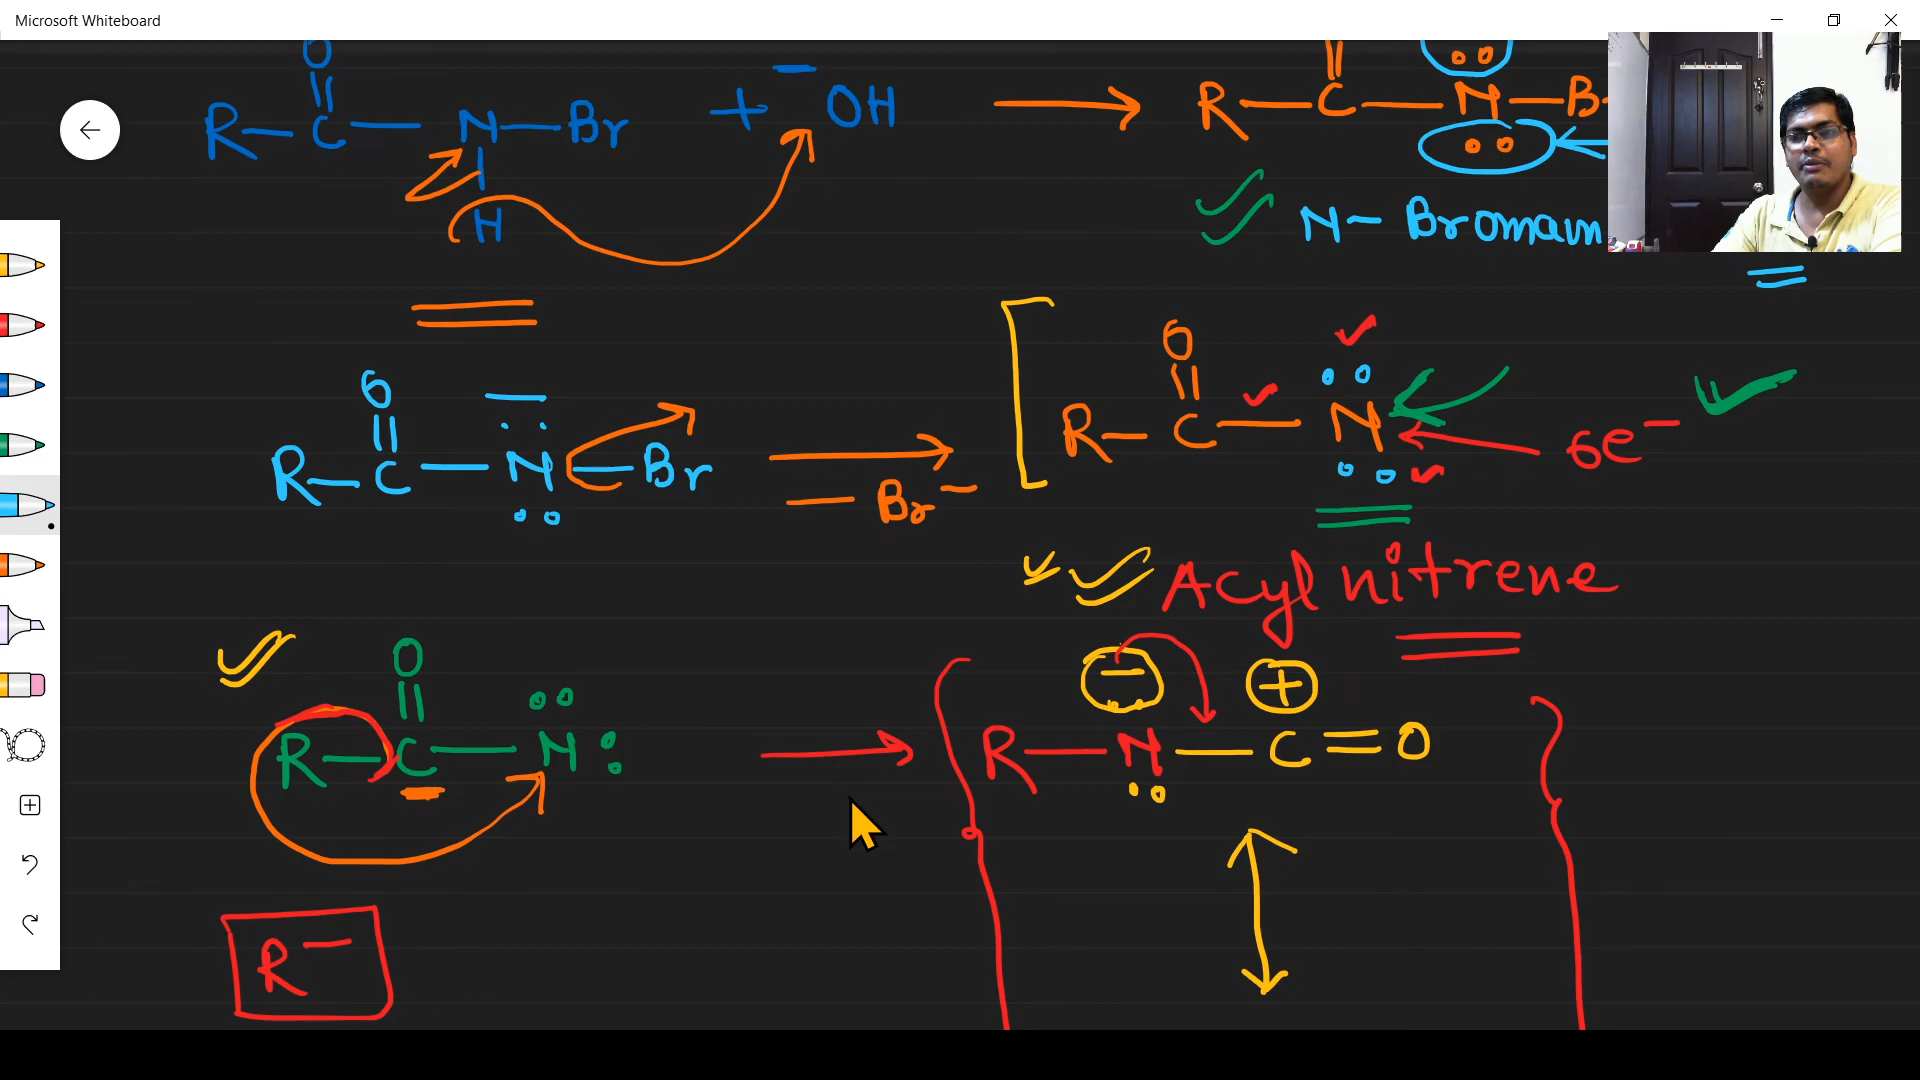 Microsoft Whiteboard
O
R–C–N–Br + ⁻OH → R–C–N–B
H
N– Bromam
O
R–C–N–Br
– Br⁻
O
R–C–N 6e⁻
Acyl nitrene
O
R–C–N
⊖ ⊕
R–N–C=O
R⁻